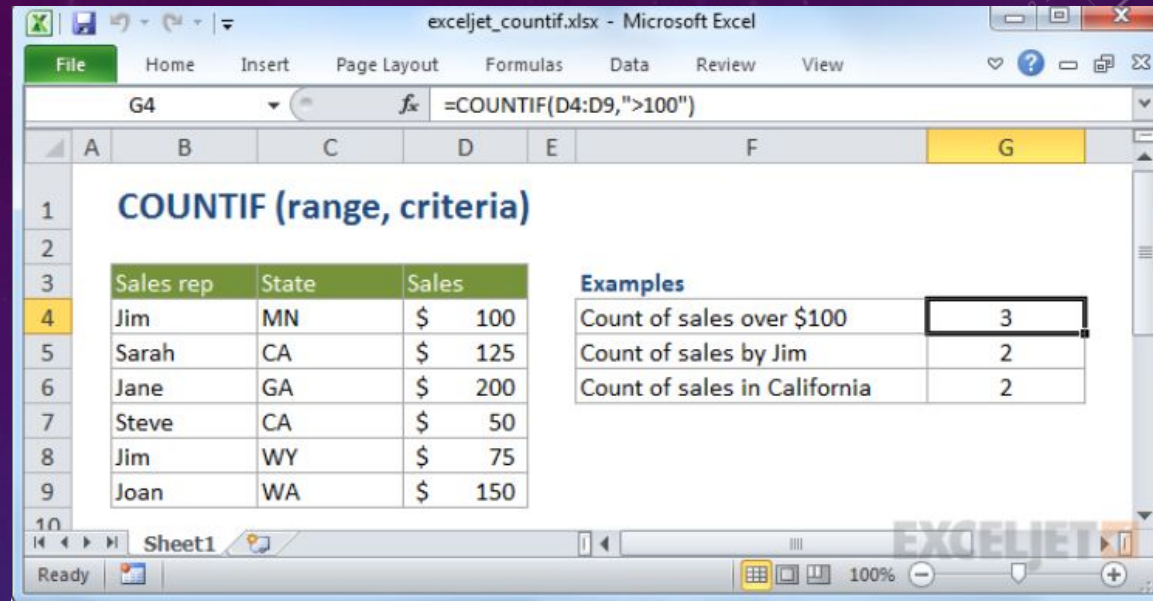 exceljet_countif.xlsx - Microsoft Excel
File Home Insert Page Layout Formulas Data Review View
G4 fx =COUNTIF(D4:D9,">100")
A B C D E F G
1 COUNTIF (range, criteria)
2
3 Sales rep State Sales Examples
4 Jim MN $ 100 Count of sales over $100 3
5 Sarah CA $ 125 Count of sales by Jim 2
6 Jane GA $ 200 Count of sales in California 2
7 Steve CA $ 50
8 Jim WY $ 75
9 Joan WA $ 150
10
Sheet1 EXCELJET
Ready 100%